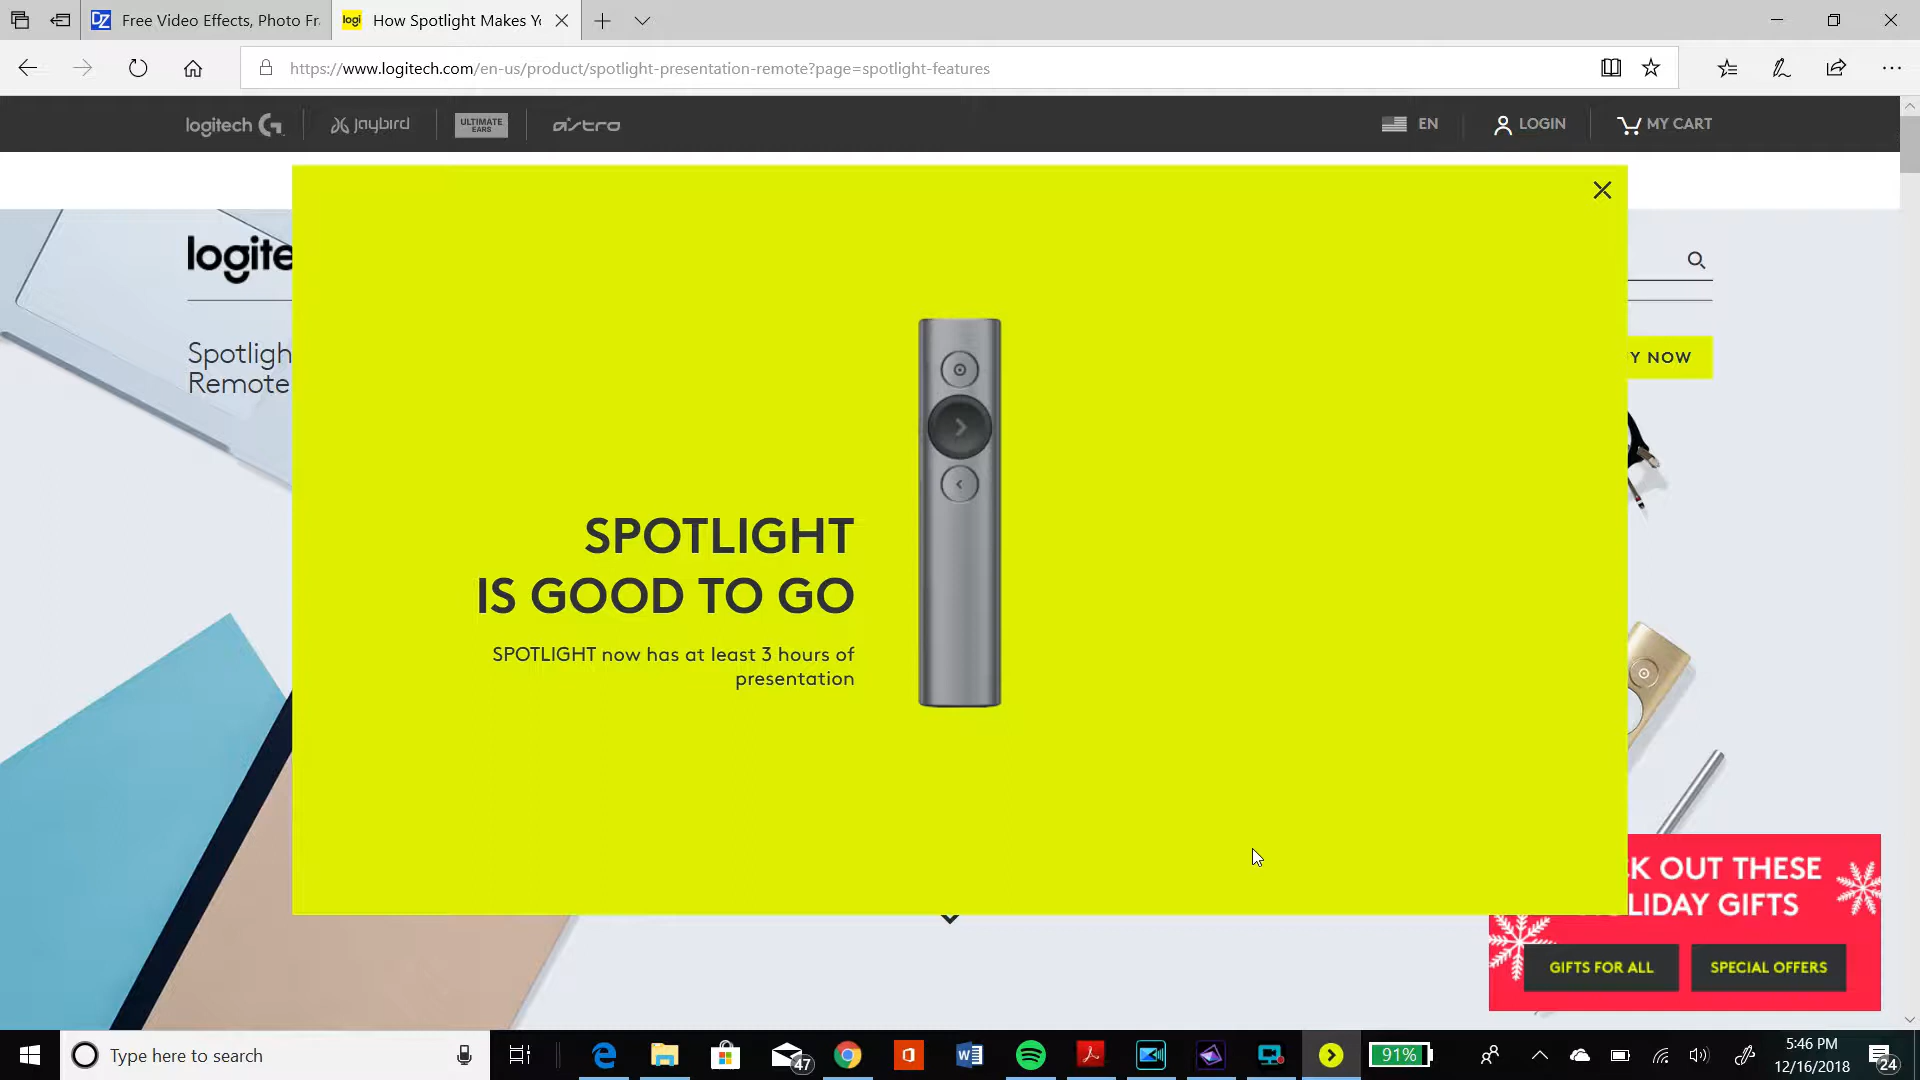 Free Video Effects, Photo Fr
logi
How Spotlight Makes Yo
https://www.logitech.com/en-us/product/spotlight-presentation-remote?page=spotlight-features
logitech G
Jaybird
ULTIMATE
EARS
ASTRO
EN
LOGIN
MY CART
logite
Spotligh
Remote
Y NOW
SPOTLIGHT
IS GOOD TO GO
SPOTLIGHT now has at least 3 hours of
presentation
CK OUT THESE
LIDAY GIFTS
GIFTS FOR ALL
SPECIAL OFFERS
Type here to search
47
91%
5:46 PM
12/16/2018
24